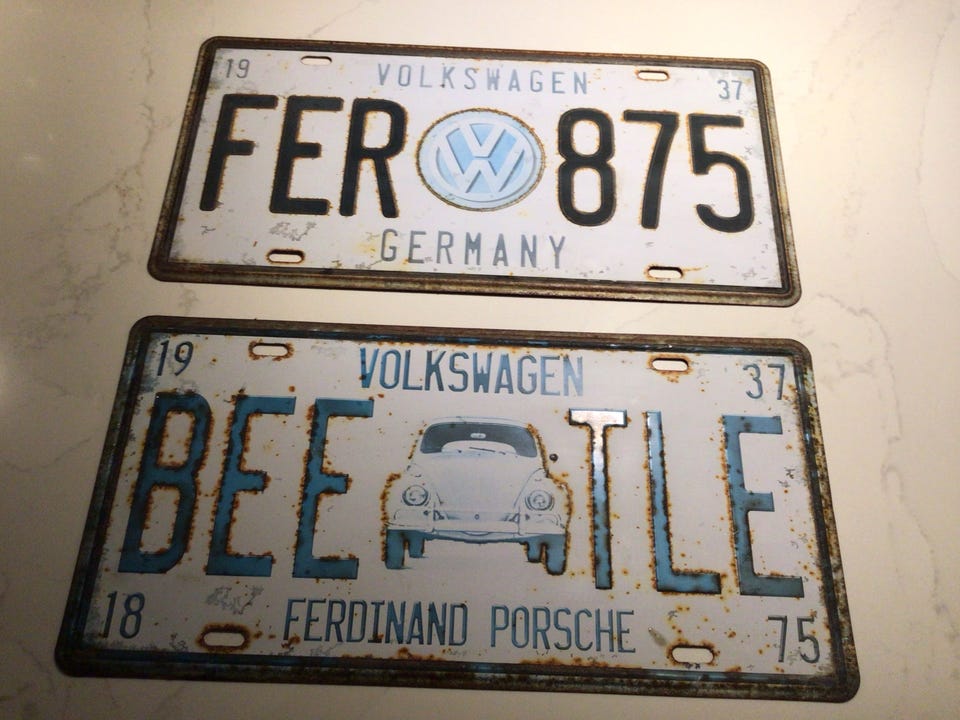 19 VOLKSWAGEN 37
FER VW 875
GERMANY
19 VOLKSWAGEN 37
BEE TLE
18 FERDINAND PORSCHE 75